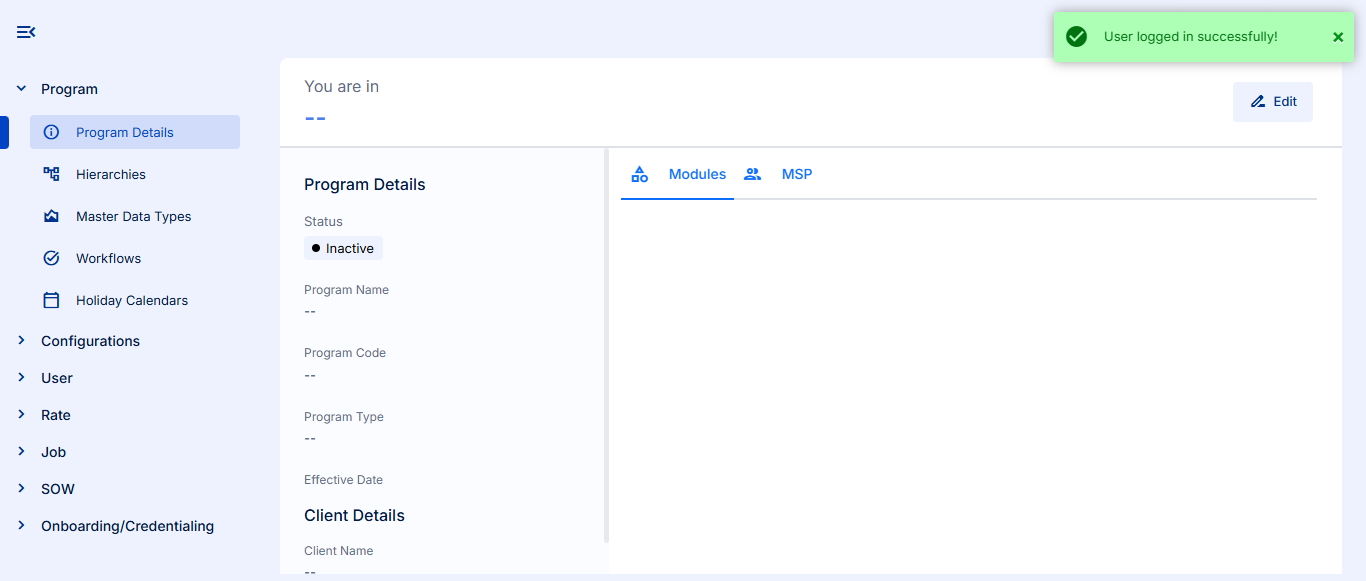 User logged in successfully!
Program
Program Details
Hierarchies
Master Data Types
Workflows
Holiday Calendars
Configurations
User
Rate
Job
SOW
Onboarding/Credentialing
You are in
--
Edit
Program Details
Status
Inactive
Program Name
--
Program Code
--
Program Type
--
Effective Date
Client Details
Client Name
--
Modules
MSP